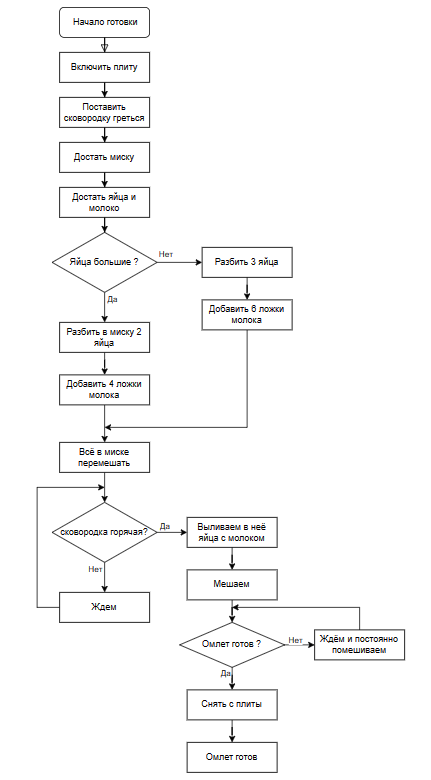 Начало готовки
Включить плиту
Поставить
сковородку греться
Достать миску
Достать яйца и
молоко
Яйца большие ?
Нет
Разбить 3 яйца
Добавить 6 ложки
молока
Да
Разбить в миску 2
яйца
Добавить 4 ложки
молока
Всё в миске
перемешать
сковородка горячая?
Да
Выливаем в неё
яйца с молоком
Нет
Ждем
Мешаем
Омлет готов ?
Нет
Ждём и постоянно
помешиваем
Да
Снять с плиты
Омлет готов